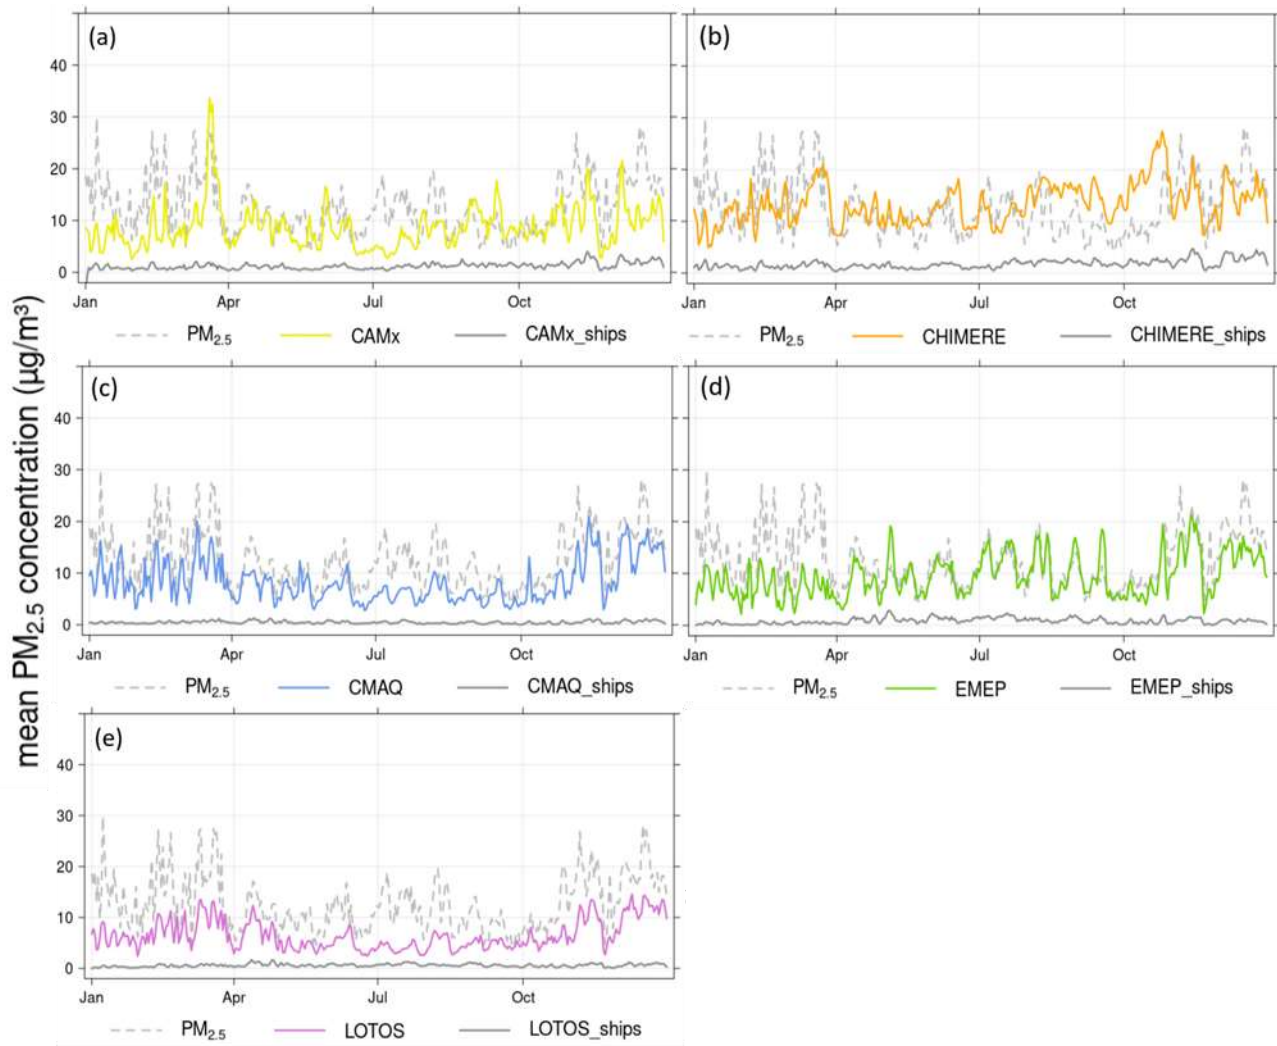 mean PM2.5 concentration (µg/m³)
(a)
40
30
20
10
0
Jan Apr Jul Oct
PM2.5 CAMx CAMx_ships
(b)
Jan Apr Jul Oct
PM2.5 CHIMERE CHIMERE_ships
(c)
40
30
20
10
0
Jan Apr Jul Oct
PM2.5 CMAQ CMAQ_ships
(d)
Jan Apr Jul Oct
PM2.5 EMEP EMEP_ships
(e)
40
30
20
10
0
Jan Apr Jul Oct
PM2.5 LOTOS LOTOS_ships